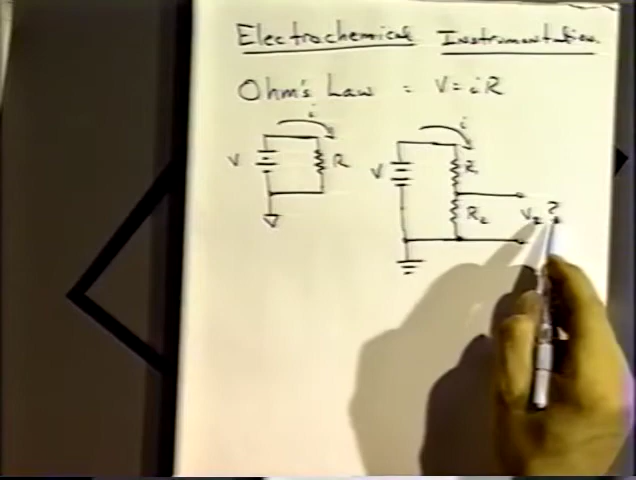 Electrochemical Instrumentation
Ohm's Law = V = iR
i
i
V
R
V
R
R2
V2 ?